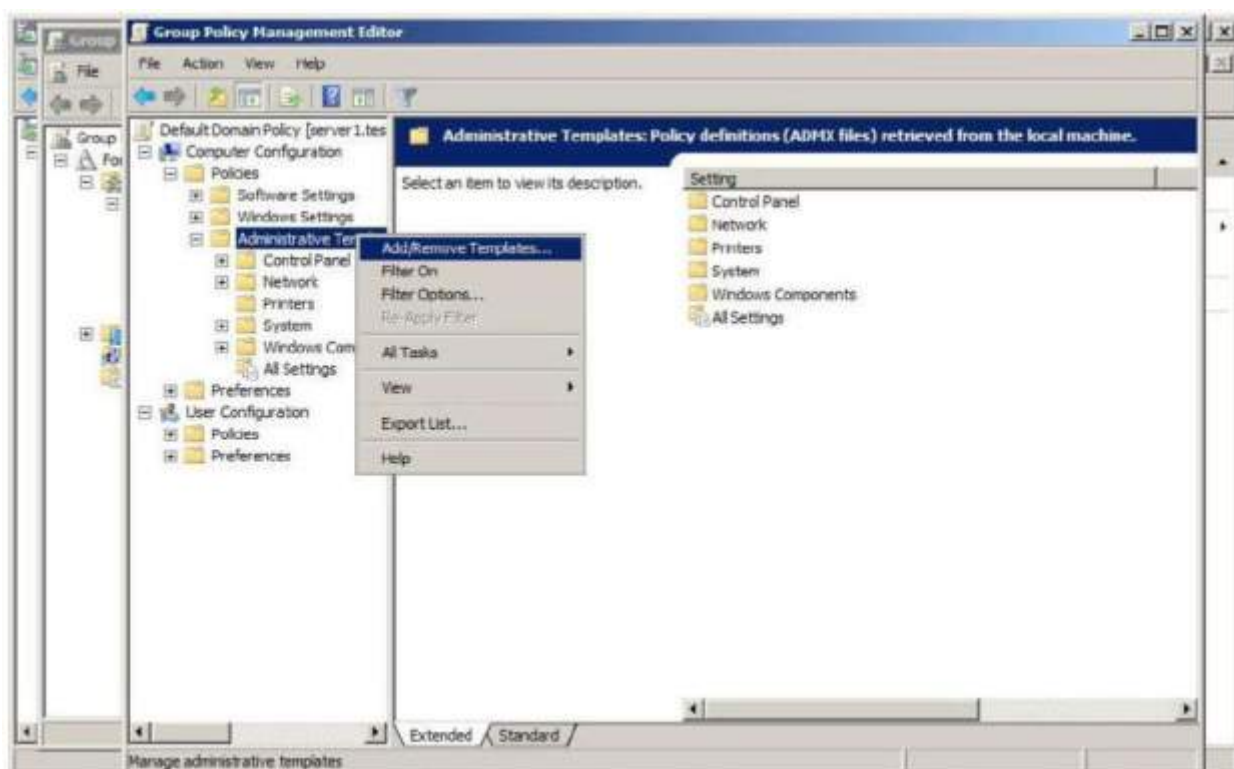 Group
Group Policy Management Editor
File
File Action View Help
Default Domain Policy [server1.tes
Computer Configuration
Policies
Software Settings
Windows Settings
Administrative Tem
Control Panel
Network
Printers
System
Windows Com
All Settings
Preferences
User Configuration
Policies
Preferences
Group
Fo
Add/Remove Templates...
Filter On
Filter Options...
Re-Apply Filter
All Tasks
View
Export List...
Help
Administrative Templates: Policy definitions (ADMX files) retrieved from the local machine.
Select an item to view its description.
Setting
Control Panel
Network
Printers
System
Windows Components
All Settings
Extended Standard
Manage administrative templates